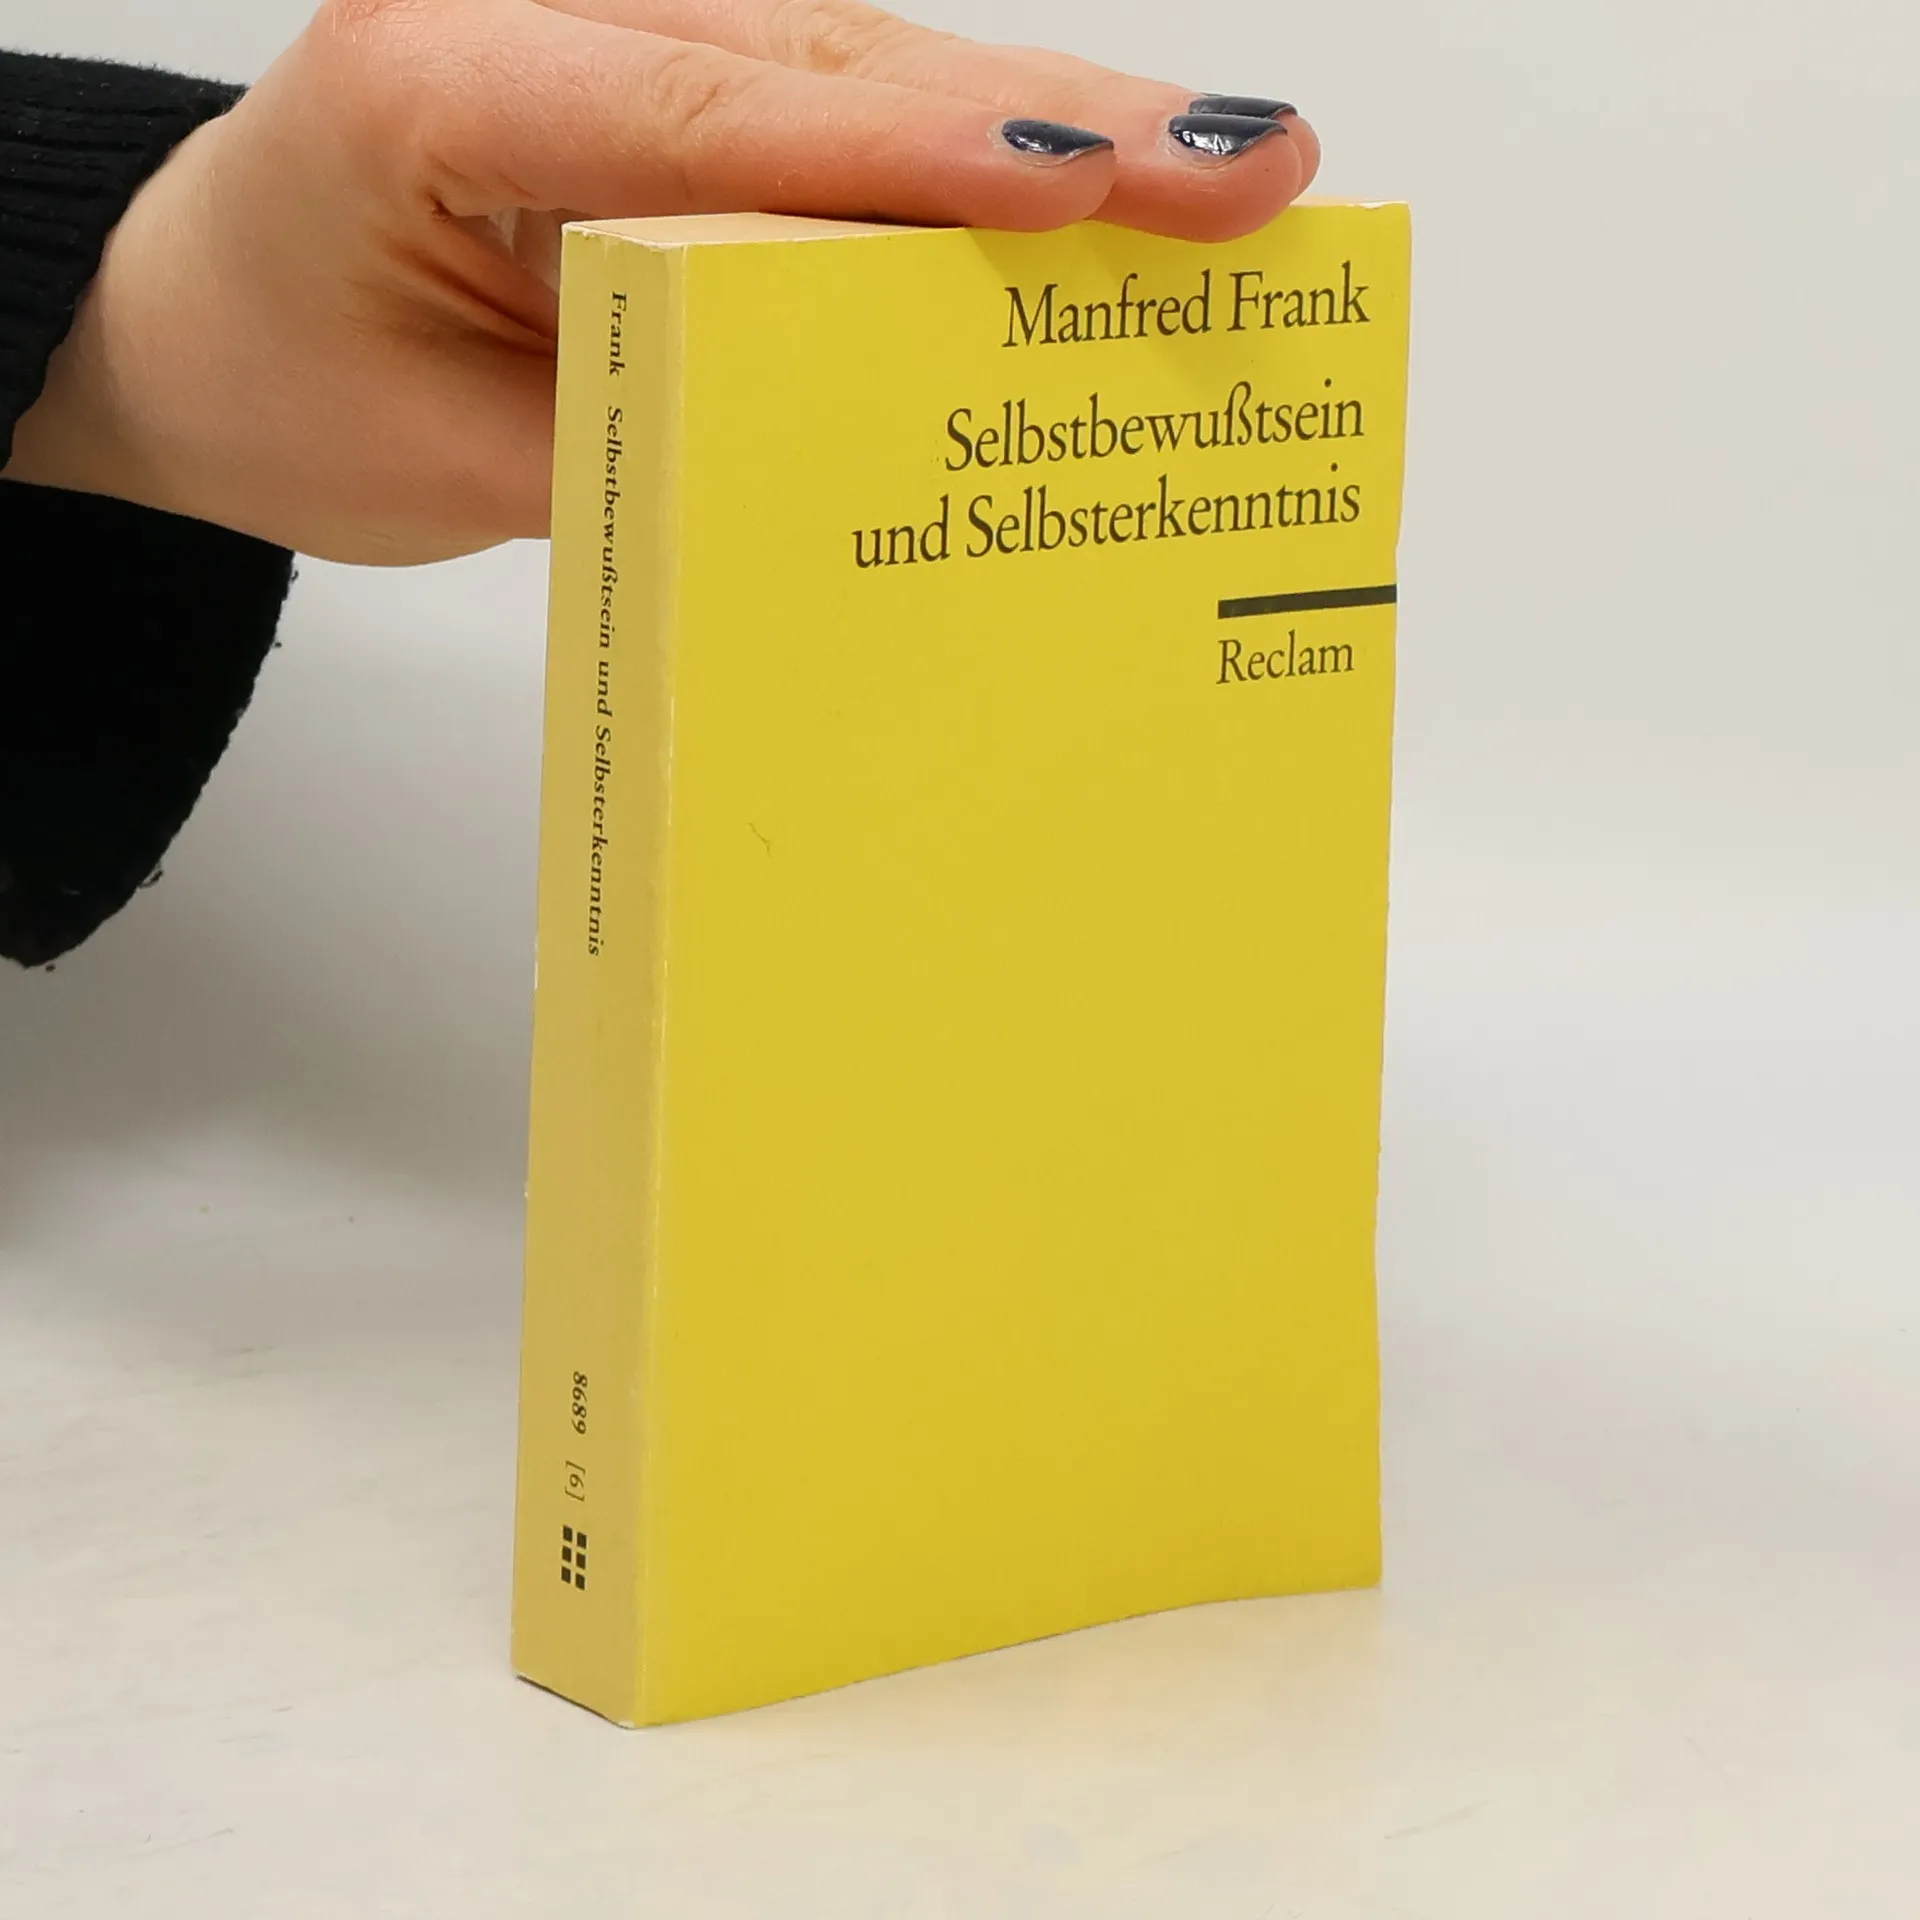 Manfred Frank
Selbstbewußtsein
und Selbsterkenntnis
Reclam
Frank Selbstbewußtsein und Selbsterkenntnis
8689 [6]